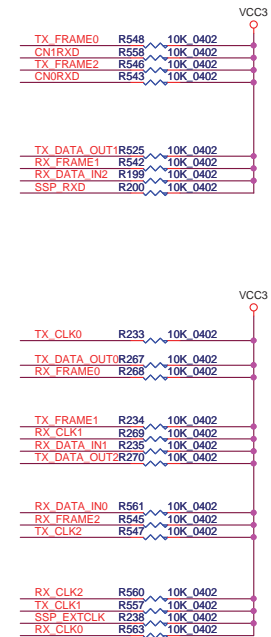 VCC3
TX_FRAME0 R548 10K_0402
CN1RXD R558 10K_0402
TX_FRAME2 R546 10K_0402
CN0RXD R543 10K_0402
TX_DATA_OUT1 R525 10K_0402
RX_FRAME1 R542 10K_0402
RX_DATA_IN2 R199 10K_0402
SSP_RXD R200 10K_0402
VCC3
TX_CLK0 R233 10K_0402
TX_DATA_OUT0 R267 10K_0402
RX_FRAME0 R268 10K_0402
TX_FRAME1 R234 10K_0402
RX_CLK1 R269 10K_0402
RX_DATA_IN1 R235 10K_0402
TX_DATA_OUT2 R270 10K_0402
RX_DATA_IN0 R561 10K_0402
RX_FRAME2 R545 10K_0402
TX_CLK2 R547 10K_0402
RX_CLK2 R560 10K_0402
TX_CLK1 R557 10K_0402
SSP_EXTCLK R238 10K_0402
RX_CLK0 R563 10K_0402